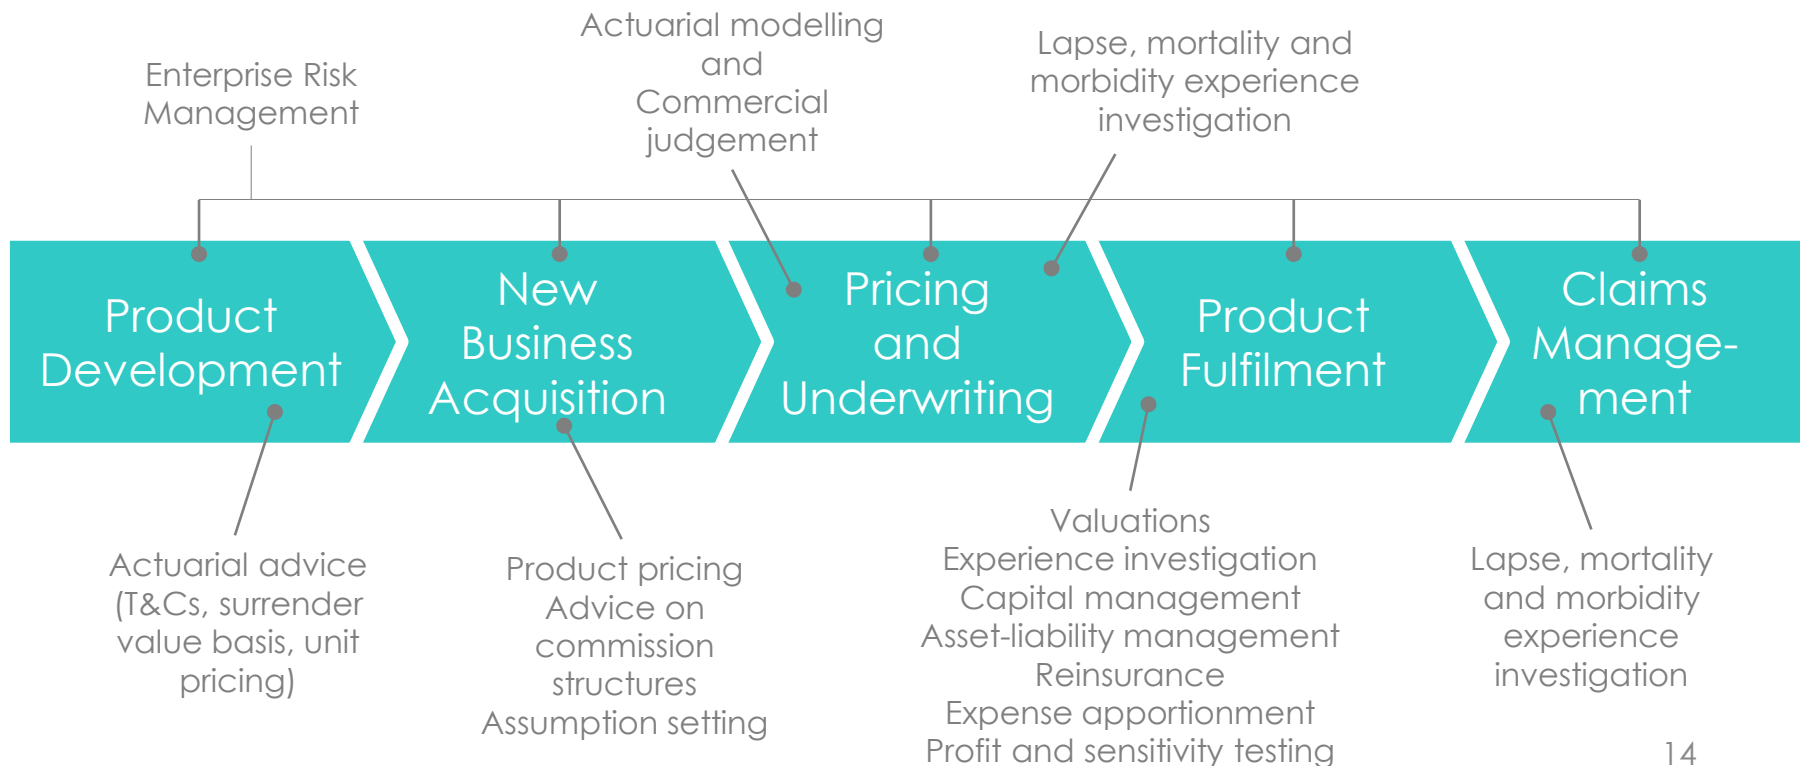 Enterprise Risk
Management
Actuarial modelling
and
Commercial
judgement
Lapse, mortality and
morbidity experience
investigation
Product
Development
New
Business
Acquisition
Pricing
and
Underwriting
Product
Fulfilment
Claims
Manage-
ment
Actuarial advice
(T&Cs, surrender
value basis, unit
pricing)
Product pricing
Advice on
commission
structures
Assumption setting
Valuations
Experience investigation
Capital management
Asset-liability management
Reinsurance
Expense apportionment
Profit and sensitivity testing
Lapse, mortality
and morbidity
experience
investigation
14